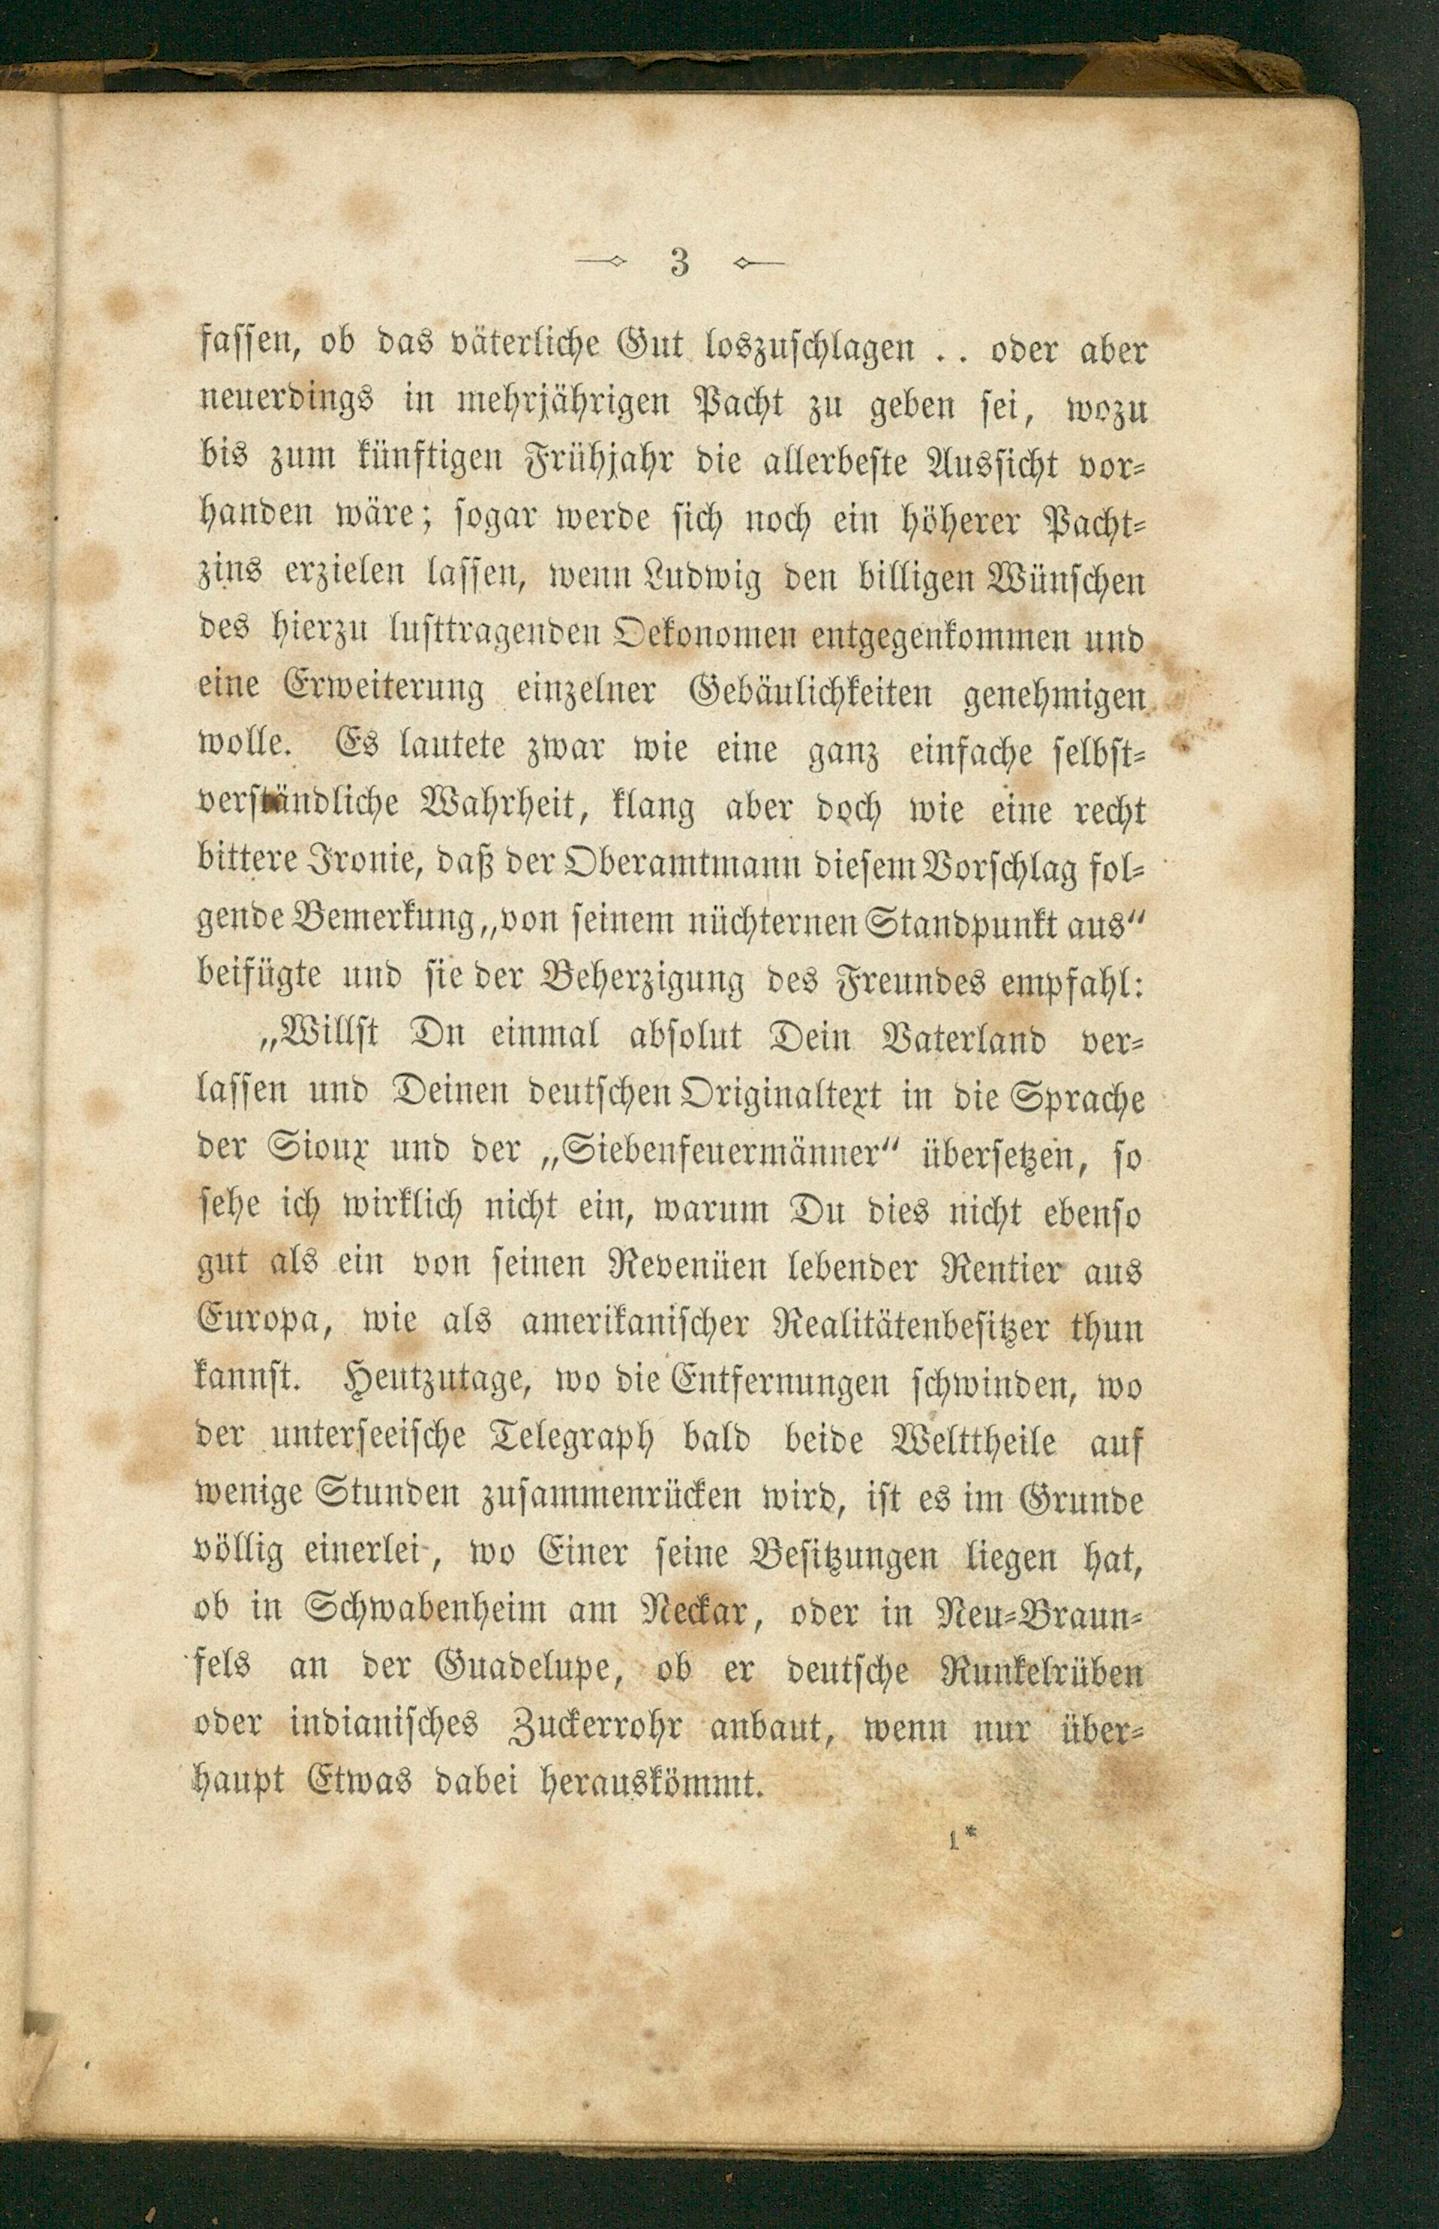 3
fassen, ob das väterliche Gut loszuschlagen . . oder aber
neuerdings in mehrjährigen Pacht zu geben sei, wozu
bis zum künftigen Frühjahr die allerbeste Aussicht vor-
handen wäre; sogar werde sich noch ein höherer Pacht-
zins erzielen lassen, wenn Ludwig den billigen Wünschen
des hierzu lusttragenden Oekonomen entgegenkommen und
eine Erweiterung einzelner Gebäulichkeiten genehmigen
wolle. Es lautete zwar wie eine ganz einfache selbst-
verständliche Wahrheit, klang aber doch wie eine recht
bittere Ironie, daß der Oberamtmann diesem Vorschlag fol-
gende Bemerkung „von seinem nüchternen Standpunkt aus“
beifügte und sie der Beherzigung des Freundes empfahl:
„Willst Du einmal absolut Dein Vaterland ver-
lassen und Deinen deutschen Originaltext in die Sprache
der Sioux und der „Siebenfeuermänner“ übersetzen, so
sehe ich wirklich nicht ein, warum Du dies nicht ebenso
gut als ein von seinen Revenüen lebender Rentier aus
Europa, wie als amerikanischer Realitätenbesitzer thun
kannst. Heutzutage, wo die Entfernungen schwinden, wo
der unterseeische Telegraph bald beide Welttheile auf
wenige Stunden zusammenrücken wird, ist es im Grunde
völlig einerlei, wo Einer seine Besitzungen liegen hat,
ob in Schwabenheim am Neckar, oder in Neu-Braun-
fels an der Guadelupe, ob er deutsche Runkelrüben
oder indianisches Zuckerrohr anbaut, wenn nur über-
haupt Etwas dabei herauskömmt.
1*